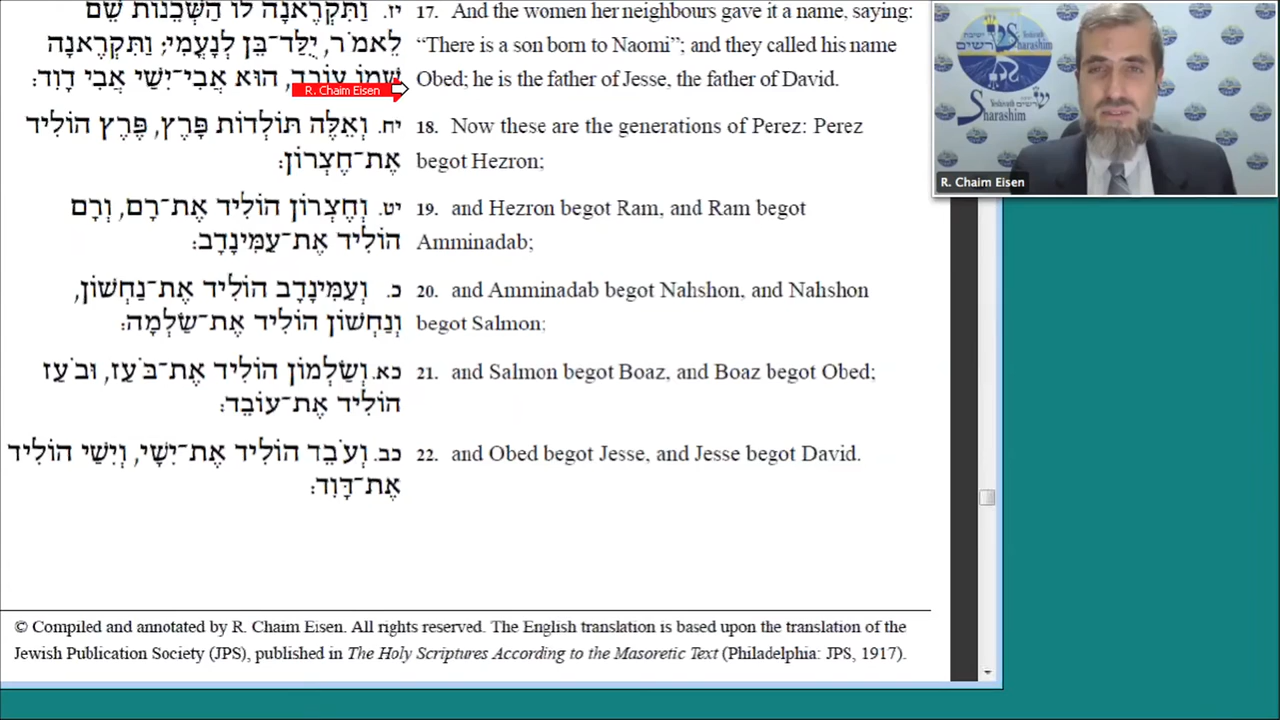 יז. וַתִּקְרֶאנָה לוֹ הַשְּׁכֵנוֹת שֵׁם
לֵאמֹר, יֻלַּד־בֵּן לְנָעֳמִי; וַתִּקְרֶאנָה
שְׁמוֹ עוֹבֵד, הוּא אֲבִי־יִשַׁי אֲבִי דָוִד:
R. Chaim Eisen
17. And the women her neighbours gave it a name, saying:
“There is a son born to Naomi”; and they called his name
Obed; he is the father of Jesse, the father of David.
יח. וְאֵלֶּה תּוֹלְדוֹת פָּרֶץ, פֶּרֶץ הוֹלִיד
אֶת־חֶצְרוֹן:
18. Now these are the generations of Perez: Perez
begot Hezron;
יט. וְחֶצְרוֹן הוֹלִיד אֶת־רָם, וְרָם
הוֹלִיד אֶת־עַמִּינָדָב:
19. and Hezron begot Ram, and Ram begot
Amminadab;
כ. וְעַמִּינָדָב הוֹלִיד אֶת־נַחְשׁוֹן,
וְנַחְשׁוֹן הוֹלִיד אֶת־שַׂלְמָה:
20. and Amminadab begot Nahshon, and Nahshon
begot Salmon;
כא. וְשַׂלְמוֹן הוֹלִיד אֶת־בֹּעַז, וּבֹעַז
הוֹלִיד אֶת־עוֹבֵד:
21. and Salmon begot Boaz, and Boaz begot Obed;
כב. וְעֹבֵד הוֹלִיד אֶת־יִשָׁי, וְיִשַׁי הוֹלִיד
אֶת־דָּוִד:
22. and Obed begot Jesse, and Jesse begot David.
© Compiled and annotated by R. Chaim Eisen. All rights reserved. The English translation is based upon the translation of the
Jewish Publication Society (JPS), published in The Holy Scriptures According to the Masoretic Text (Philadelphia: JPS, 1917).
ישיבת
שרשים
Sharashim
Yeshivath
Sharashim
R. Chaim Eisen